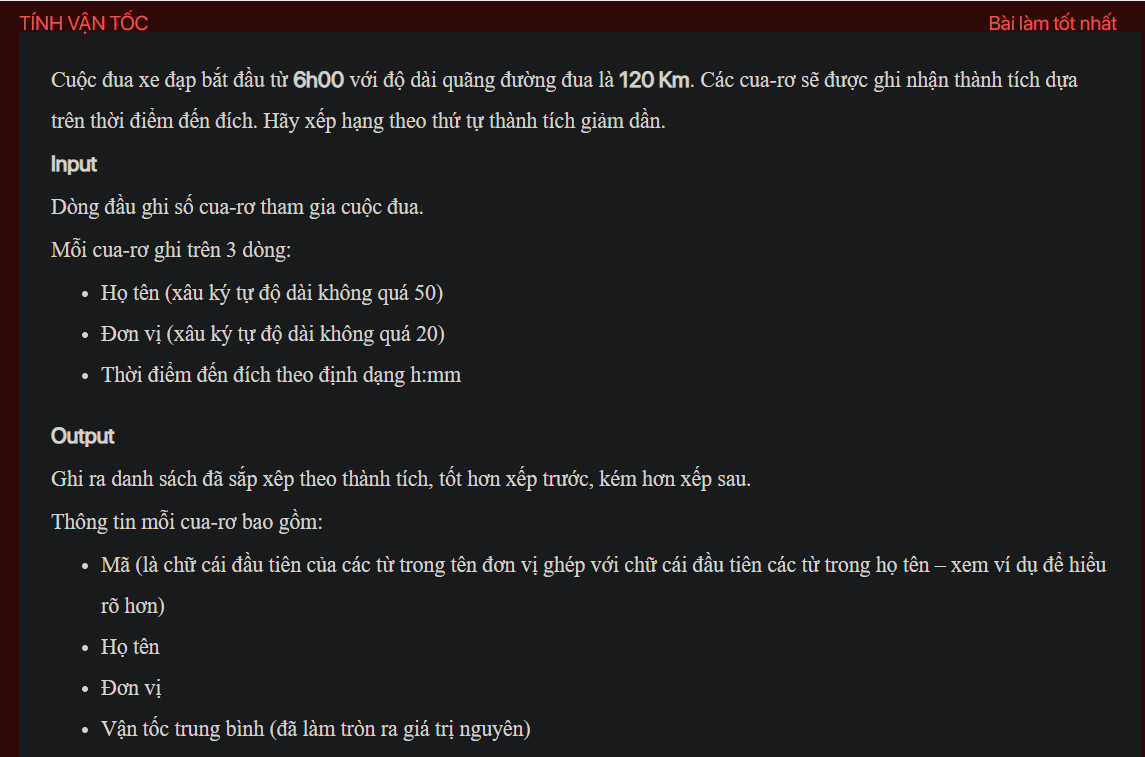 TÍNH VẬN TỐC
Bài làm tốt nhất
Cuộc đua xe đạp bắt đầu từ 6h00 với độ dài quãng đường đua là 120 Km. Các cua-rơ sẽ được ghi nhận thành tích dựa
trên thời điểm đến đích. Hãy xếp hạng theo thứ tự thành tích giảm dần.
Input
Dòng đầu ghi số cua-rơ tham gia cuộc đua.
Mỗi cua-rơ ghi trên 3 dòng:
• Họ tên (xâu ký tự độ dài không quá 50)
• Đơn vị (xâu ký tự độ dài không quá 20)
• Thời điểm đến đích theo định dạng h:mm
Output
Ghi ra danh sách đã sắp xêp theo thành tích, tốt hơn xếp trước, kém hơn xếp sau.
Thông tin mỗi cua-rơ bao gồm:
• Mã (là chữ cái đầu tiên của các từ trong tên đơn vị ghép với chữ cái đầu tiên các từ trong họ tên – xem ví dụ để hiểu
rõ hơn)
• Họ tên
• Đơn vị
• Vận tốc trung bình (đã làm tròn ra giá trị nguyên)